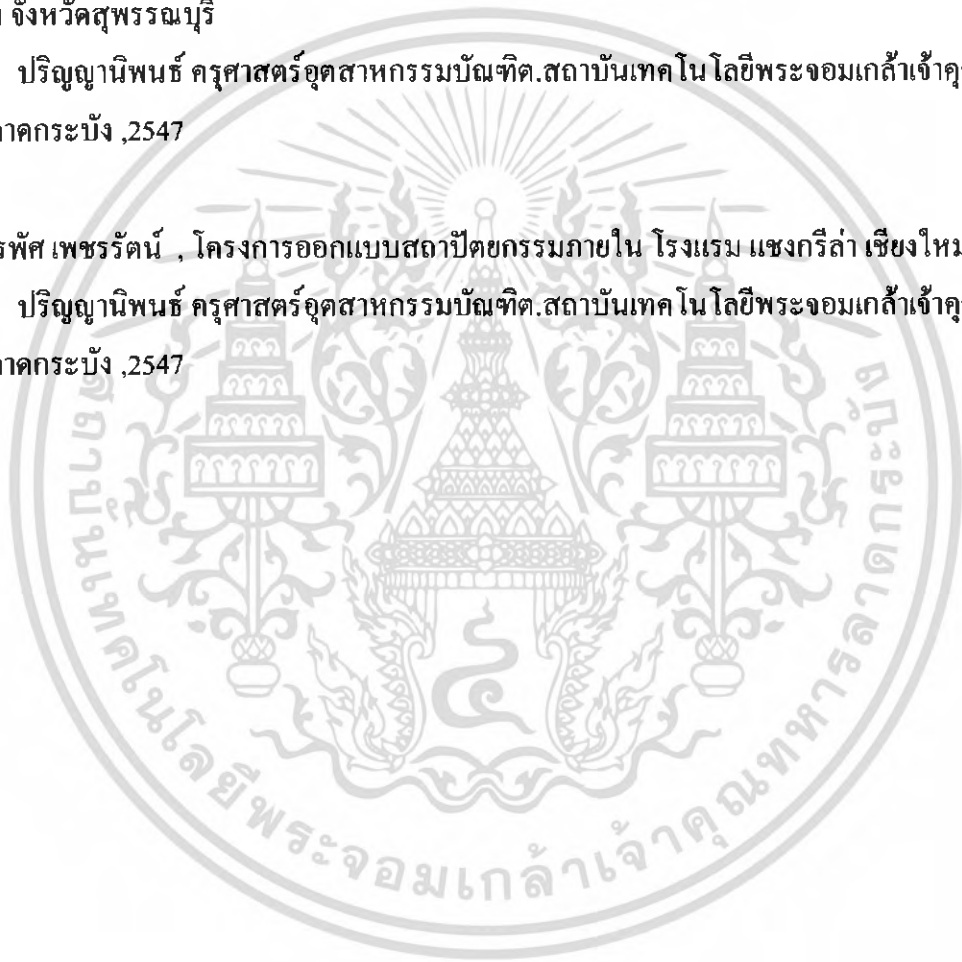 จังหวัดสุพรรณบุรี
ปริญญานิพนธ์ ครุศาสตร์อุตสาหกรรมบัณฑิต.สถาบันเทคโนโลยีพระจอมเกล้าเจ้าคุ
าดกระบัง ,2547
รพัศ เพชรรัตน์ , โครงการออกแบบสถาปัตยกรรมภายใน โรงแรม แชงกรีล่า เชียงใหม
ปริญญานิพนธ์ ครุศาสตร์อุตสาหกรรมบัณฑิต.สถาบันเทคโนโลยีพระจอมเกล้าเจ้าคุ
าดกระบัง ,2547
สถาบันเทคโนโลยีพระจอมเกล้าเจ้าคุณทหารลาดกระบัง
๔